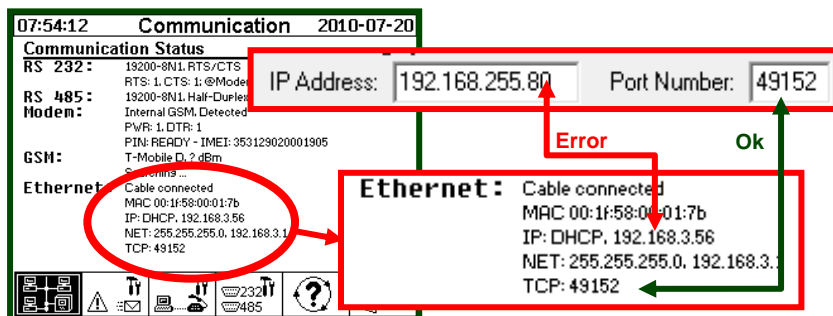 07:54:12 Communication 2010-07-20
Communication Status
RS 232: 19200-8N1, RTS/CTS
RTS: 1, CTS: 1; @Modem
RS 485: 19200-8N1, Half-Duplex
Modem: Internal GSM, Detected
PWR: 1, DTR: 1
PIN: READY - IMEI: 353129020001905
GSM: T-Mobile D, ? dBm
Searching ...
Ethernet: Cable connected
MAC 00:1f:58:00:01:7b
IP: DHCP, 192.168.3.56
NET: 255.255.255.0, 192.168.3.1
TCP: 49152
232
485
IP Address: 192.168.255.80 Port Number: 49152
Error Ok
Ethernet: Cable connected
MAC 00:1f:58:00:01:7b
IP: DHCP, 192.168.3.56
NET: 255.255.255.0, 192.168.3.1
TCP: 49152